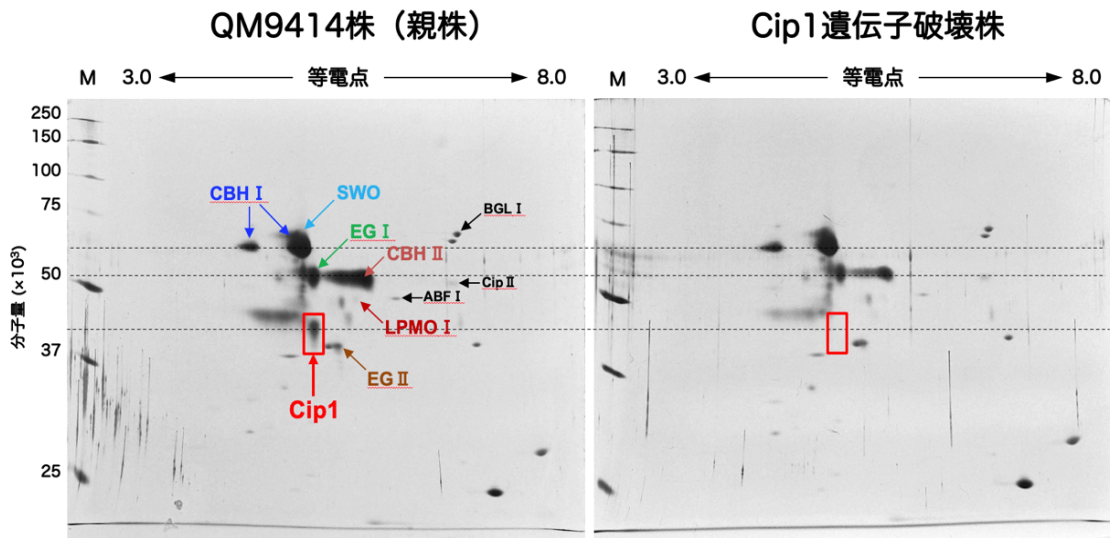 QM9414株（親株）
Cip1遺伝子破壊株
M 3.0 等電点 8.0
M 3.0 等電点 8.0
分子量 (×10³)
250
150
100
75
50
37
25
CBH Ⅰ
SWO
BGL Ⅰ
EG Ⅰ
CBH Ⅱ
Cip Ⅱ
ABF Ⅰ
LPMO Ⅰ
EG Ⅱ
Cip1